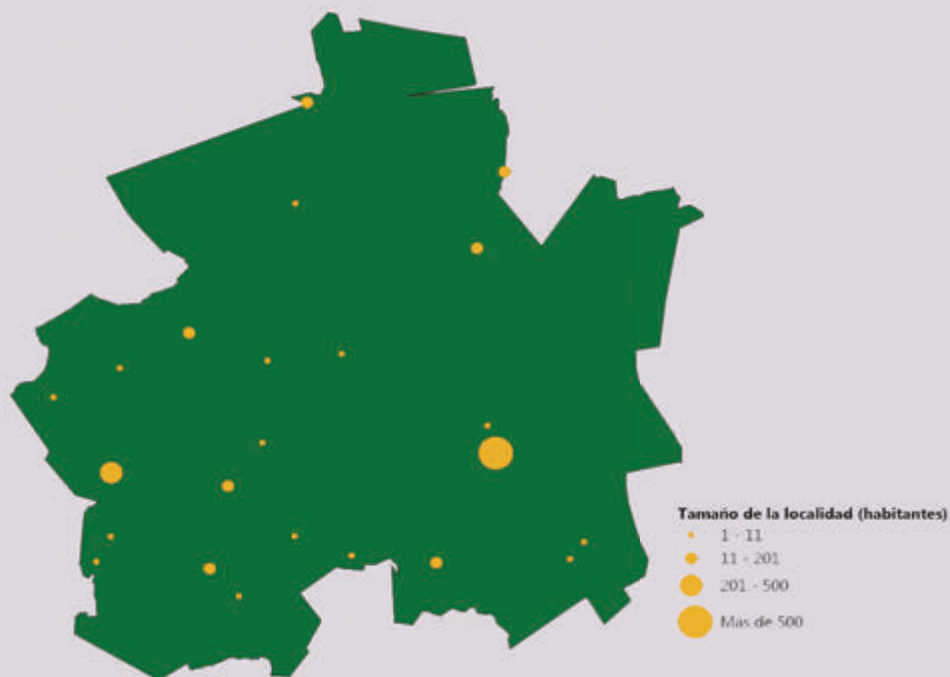 Tamaño de la localidad (habitantes)
1 - 11
11 - 201
201 - 500
Más de 500